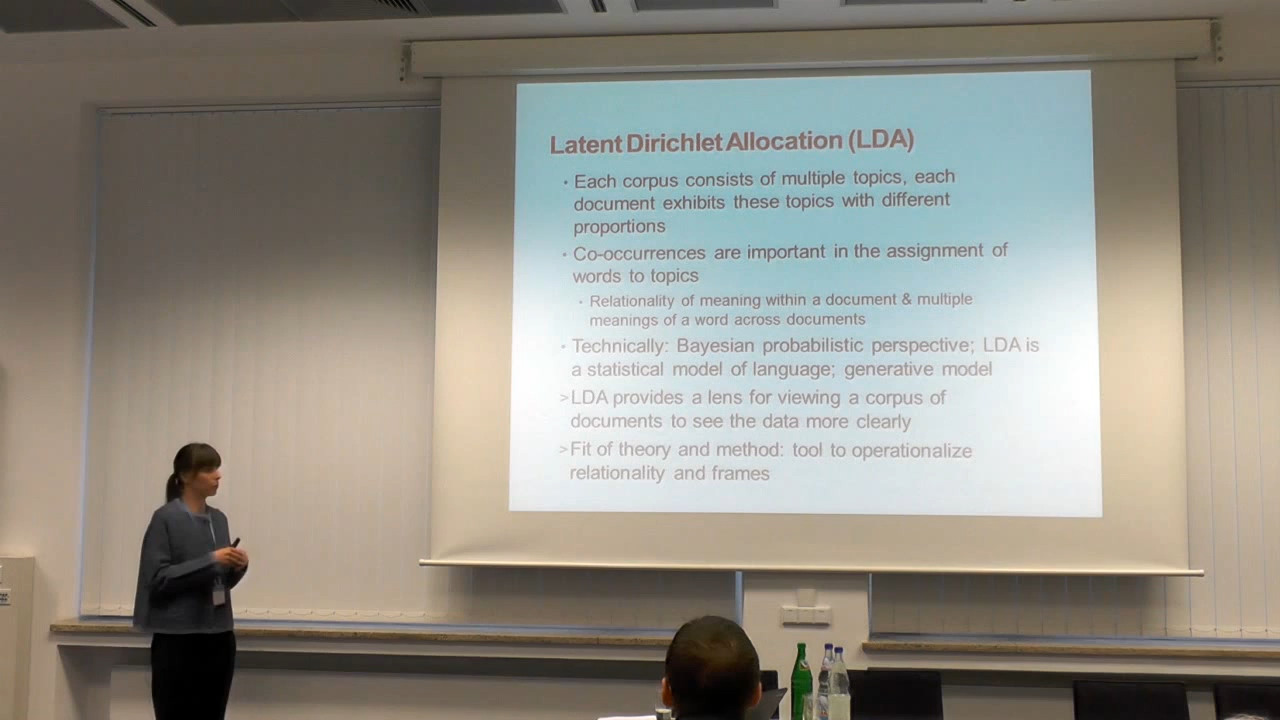 Latent Dirichlet Allocation (LDA)
· Each corpus consists of multiple topics, each
document exhibits these topics with different
proportions
· Co-occurrences are important in the assignment of
words to topics
· Relationality of meaning within a document & multiple
meanings of a word across documents
· Technically: Bayesian probabilistic perspective; LDA is
a statistical model of language; generative model
>LDA provides a lens for viewing a corpus of
documents to see the data more clearly
>Fit of theory and method: tool to operationalize
relationality and frames